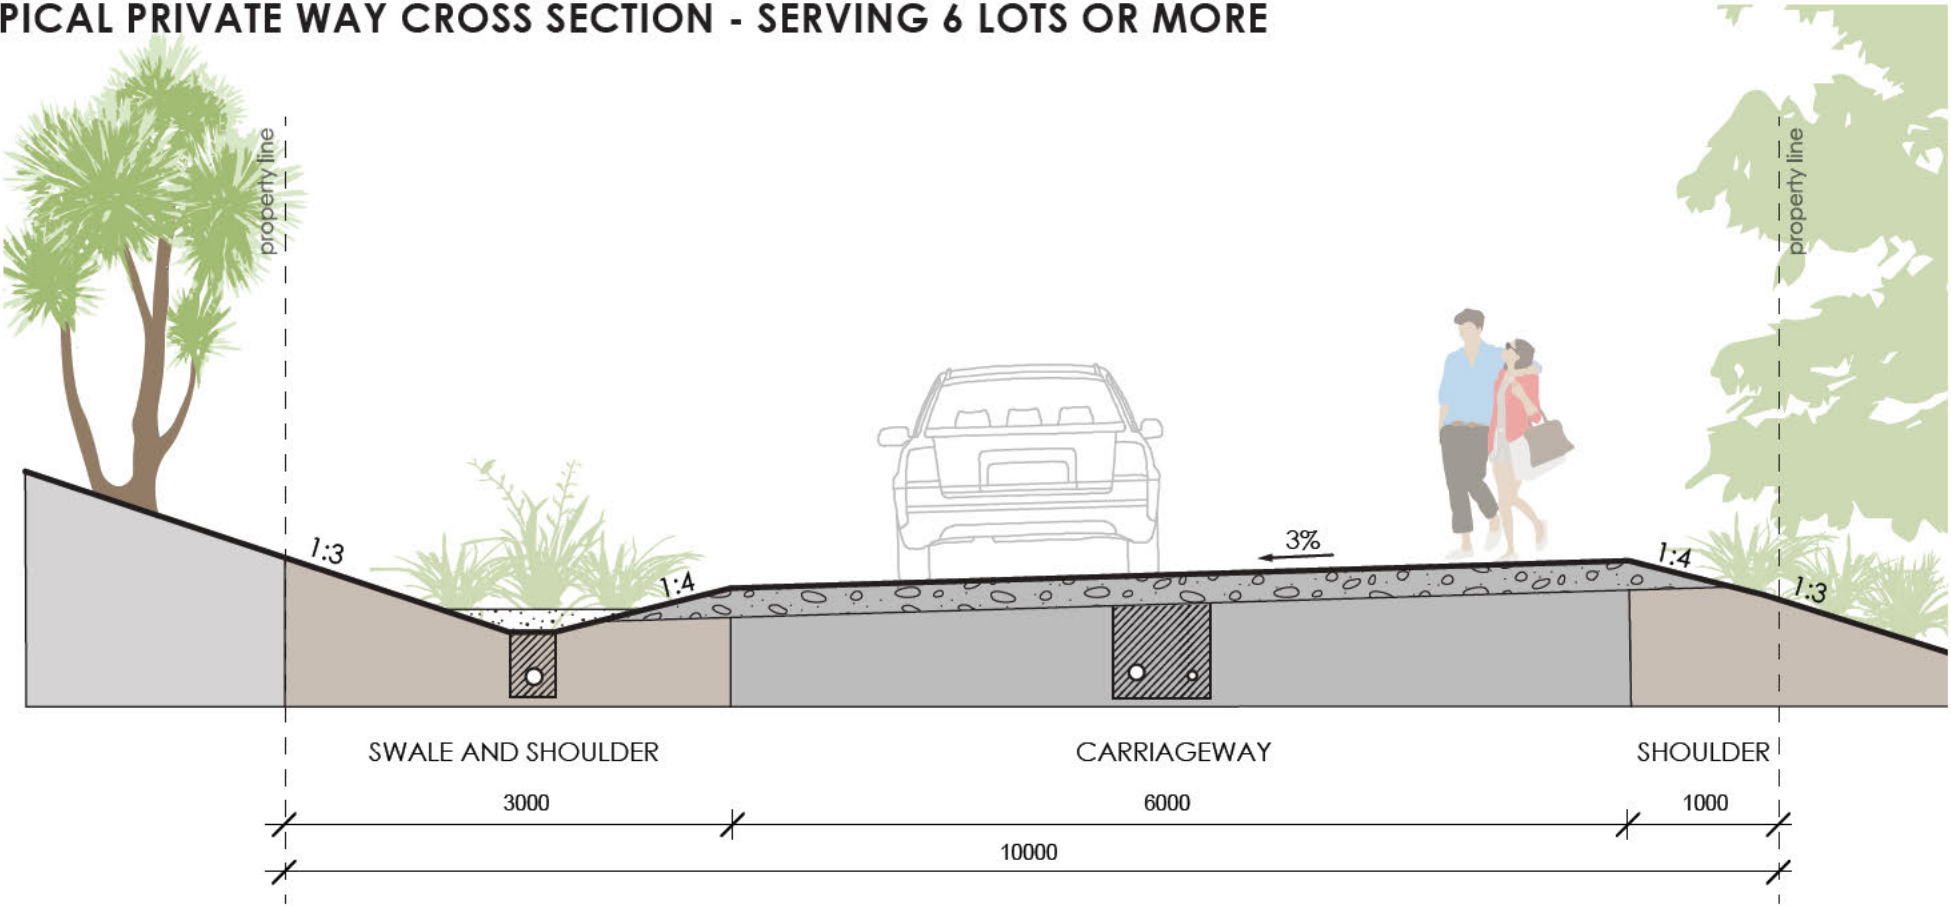 PICAL PRIVATE WAY CROSS SECTION - SERVING 6 LOTS OR MORE
property line
property line
3%
1:3
1:4
1:4
1:3
SWALE AND SHOULDER
CARRIAGEWAY
SHOULDER
3000
6000
1000
10000